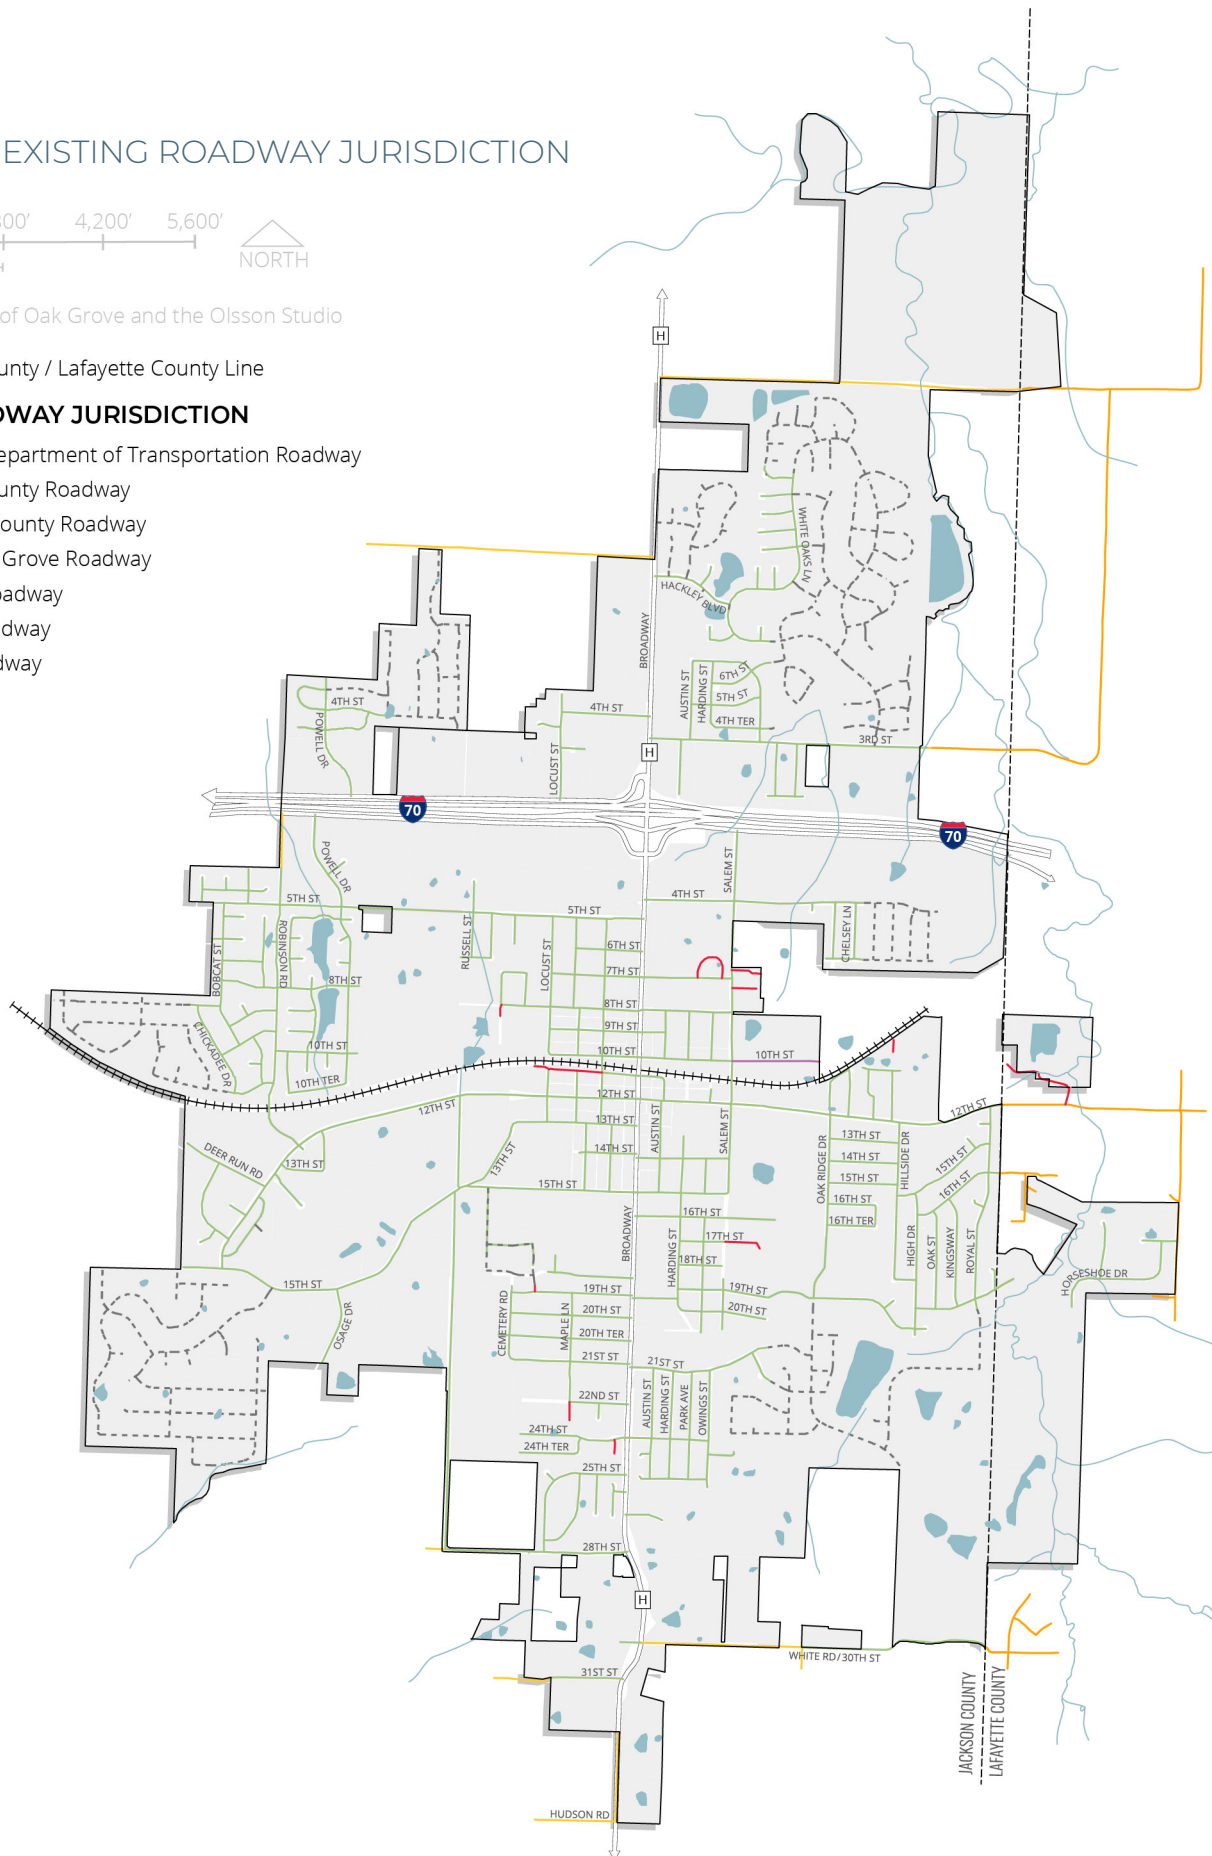 EXISTING ROADWAY JURISDICTION
4,200’
5,600’
NORTH
of Oak Grove and the Olsson Studio
unty / Lafayette County Line
DWAY JURISDICTION
epartment of Transportation Roadway
unty Roadway
ounty Roadway
Grove Roadway
oadway
dway
dway
H
WHITE OAKS LN
HACKLEY BLVD
BROADWAY
AUSTIN ST
HARDING ST
6TH ST
5TH ST
4TH TER
4TH ST
POWELL DR
4TH ST
LOCUST ST
H
3RD ST
70
70
POWELL DR
SALEM ST
5TH ST
4TH ST
5TH ST
CHELSEY LN
BOBCAT ST
ROBINSON RD
RUSSELL ST
LOCUST ST
6TH ST
7TH ST
8TH ST
8TH ST
9TH ST
CHICKADEE DR
10TH ST
10TH ST
10TH ST
10TH TER
12TH ST
12TH ST
12TH ST
13TH ST
AUSTIN ST
SALEM ST
13TH ST
14TH ST
13TH ST
DEER RUN RD
13TH ST
14TH ST
HILLSIDE DR
15TH ST
OAK RIDGE DR
15TH ST
15TH ST
16TH ST
16TH ST
16TH ST
16TH TER
BROADWAY
17TH ST
HARDING ST
18TH ST
HIGH DR
OAK ST
KINGSWAY
ROYAL ST
HORSESHOE DR
15TH ST
19TH ST
19TH ST
OSAGE DR
CEMETERY RD
MAPLE LN
20TH ST
20TH ST
20TH TER
21ST ST
21ST ST
22ND ST
AUSTIN ST
HARDING ST
PARK AVE
OWINGS ST
24TH ST
24TH TER
25TH ST
28TH ST
H
WHITE RD/30TH ST
31ST ST
JACKSON COUNTY
LAFAYETTE COUNTY
HUDSON RD